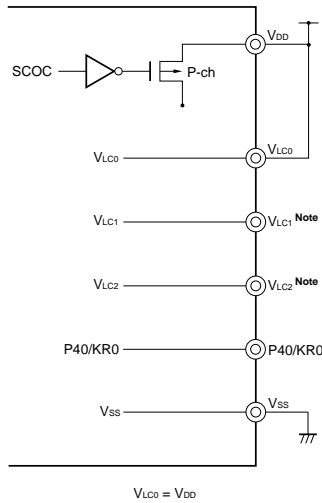 VDD
SCOC
P-ch
VLC0 VLC0
VLC1 VLC1 Note
VLC2 VLC2 Note
P40/KR0 P40/KR0
VSS VSS
VLC0 = VDD